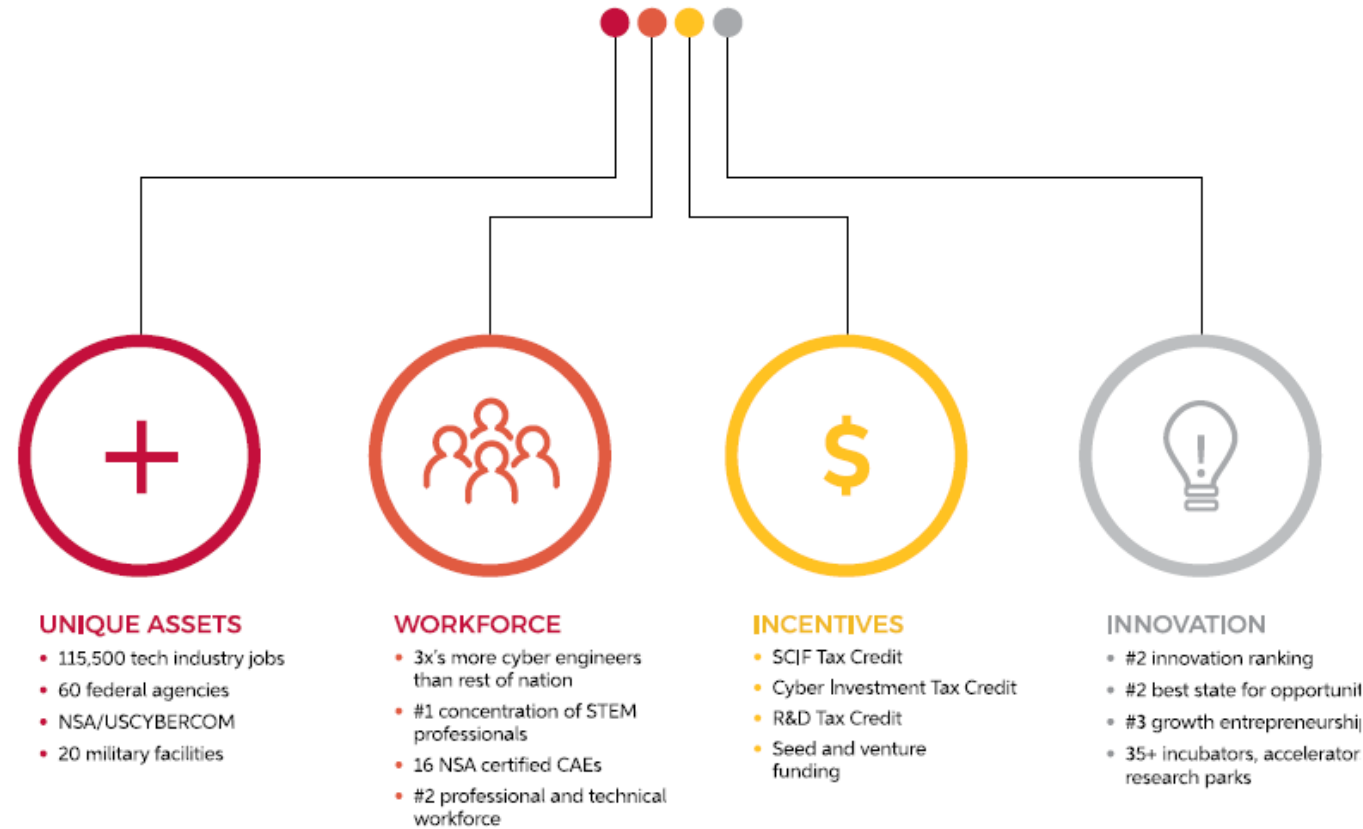 +
$
!
UNIQUE ASSETS
• 115,500 tech industry jobs
• 60 federal agencies
• NSA/USCYBERCOM
• 20 military facilities
WORKFORCE
• 3x's more cyber engineers
than rest of nation
• #1 concentration of STEM
professionals
• 16 NSA certified CAEs
• #2 professional and technical
workforce
INCENTIVES
• SCIF Tax Credit
• Cyber Investment Tax Credit
• R&D Tax Credit
• Seed and venture
funding
INNOVATION
• #2 innovation ranking
• #2 best state for opportunit
• #3 growth entrepreneurship
• 35+ incubators, accelerator
research parks